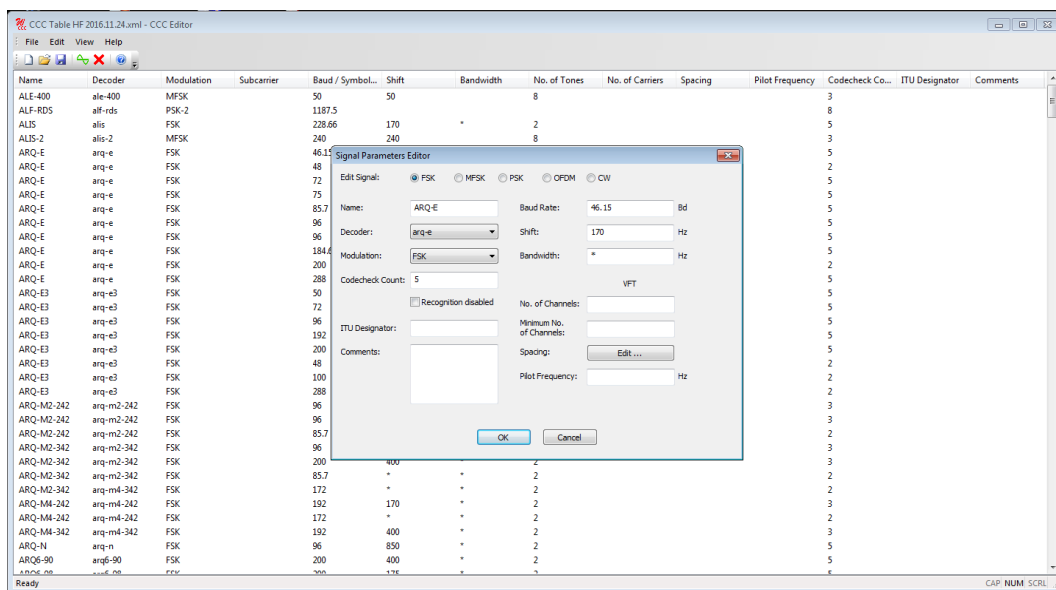 CCC Table HF 2016.11.24.xml - CCC Editor
File Edit View Help
Name Decoder Modulation Subcarrier Baud / Symbol... Shift Bandwidth No. of Tones No. of Carriers Spacing Pilot Frequency Codecheck Co... ITU Designator Comments
ALE-400 ale-400 MFSK 50 50 8 3
ALF-RDS alf-rds PSK-2 1187.5 8
ALIS alis FSK 228.66 170 * 2 5
ALIS-2 alis-2 MFSK 240 240 8 3
ARQ-E arq-e FSK 46.15 5
ARQ-E arq-e FSK 48 2
ARQ-E arq-e FSK 72 5
ARQ-E arq-e FSK 75 5
ARQ-E arq-e FSK 85.7 5
ARQ-E arq-e FSK 96 5
ARQ-E arq-e FSK 96 5
ARQ-E arq-e FSK 184.6 5
ARQ-E arq-e FSK 200 2
ARQ-E arq-e FSK 288 5
ARQ-E3 arq-e3 FSK 50 5
ARQ-E3 arq-e3 FSK 72 5
ARQ-E3 arq-e3 FSK 96 5
ARQ-E3 arq-e3 FSK 192 5
ARQ-E3 arq-e3 FSK 200 5
ARQ-E3 arq-e3 FSK 48 2
ARQ-E3 arq-e3 FSK 100 2
ARQ-E3 arq-e3 FSK 288 2
ARQ-M2-242 arq-m2-242 FSK 96 3
ARQ-M2-242 arq-m2-242 FSK 96 3
ARQ-M2-242 arq-m2-242 FSK 85.7 2
ARQ-M2-342 arq-m2-342 FSK 96 3
ARQ-M2-342 arq-m2-342 FSK 200 400 * 2 3
ARQ-M2-342 arq-m2-342 FSK 85.7 * * 2 2
ARQ-M2-342 arq-m4-342 FSK 172 * * 2 2
ARQ-M4-242 arq-m4-242 FSK 192 170 * 2 3
ARQ-M4-242 arq-m4-242 FSK 172 * * 2 2
ARQ-M4-342 arq-m4-342 FSK 192 400 * 2 3
ARQ-N arq-n FSK 96 850 * 2 5
ARQ6-90 arq6-90 FSK 200 400 * 2 5
Signal Parameters Editor
Edit Signal: FSK MFSK PSK OFDM CW
Name: ARQ-E Baud Rate: 46.15 Bd
Decoder: arq-e Shift: 170 Hz
Modulation: FSK Bandwidth: * Hz
Codecheck Count: 5 VFT
Recognition disabled No. of Channels:
ITU Designator: Minimum No.
of Channels:
Comments: Spacing: Edit ...
Pilot Frequency: Hz
OK Cancel
Ready CAP NUM SCRL